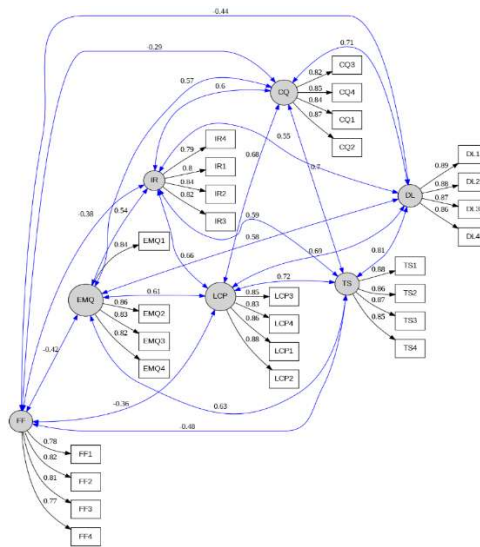 -0.44
-0.29
0.71
CQ3
0.82
0.57
CQ
0.85
CQ4
0.6
0.84
CQ1
0.87
CQ2
IR4
0.79
0.55
0.68
0.7
IR1
0.8
DL1
0.89
IR
0.84
IR2
DL2
0.88
0.82
DL
0.87
DL3
IR3
0.86
DL4
-0.38
0.54
0.59
EMQ1
0.84
0.58
0.69
0.81
0.66
TS1
0.88
0.72
TS
EMQ
0.61
LCP
0.85
LCP3
0.86
TS2
0.86
EMQ2
0.83
LCP4
0.87
TS3
0.83
EMQ3
0.86
LCP1
0.85
TS4
0.82
EMQ4
0.88
LCP2
-0.42
-0.36
0.63
FF
-0.48
0.78
FF1
0.82
FF2
0.81
FF3
0.77
FF4